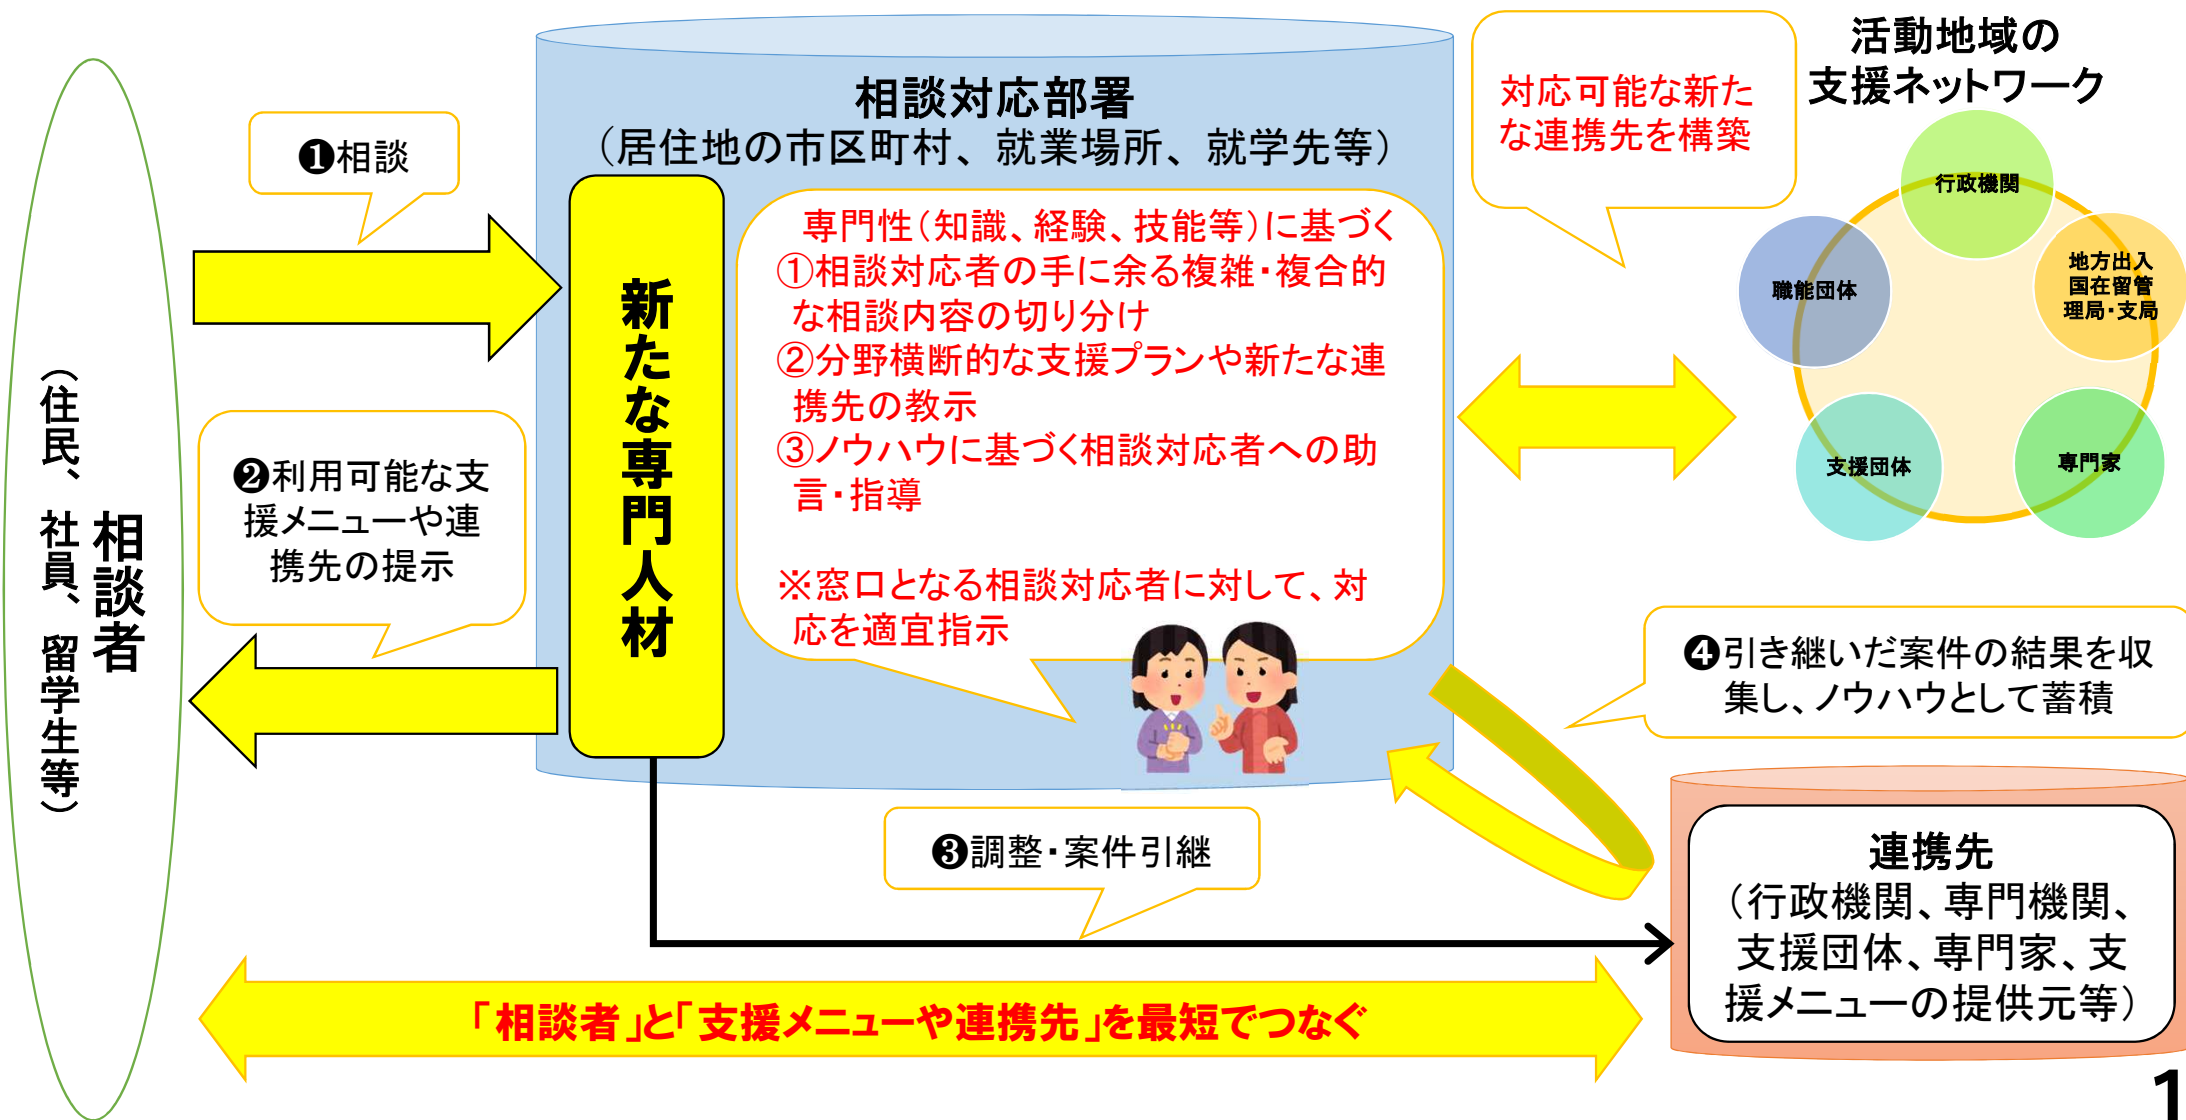 相談者
（住民、社員、留学生等）
❶相談
❷利用可能な支
援メニューや連
携先の提示
相談対応部署
（居住地の市区町村、就業場所、就学先等）
新たな専門人材
専門性（知識、経験、技能等）に基づく
①相談対応者の手に余る複雑・複合的
な相談内容の切り分け
②分野横断的な支援プランや新たな連
携先の教示
③ノウハウに基づく相談対応者への助
言・指導
※窓口となる相談対応者に対して、対
応を適宜指示
対応可能な新た
な連携先を構築
活動地域の
支援ネットワーク
行政機関
地方出入
国在留管
理局・支局
専門家
支援団体
職能団体
❸調整・案件引継
❹引き継いだ案件の結果を収
集し、ノウハウとして蓄積
連携先
（行政機関、専門機関、
支援団体、専門家、支
援メニューの提供元等）
「相談者」と「支援メニューや連携先」を最短でつなぐ
1